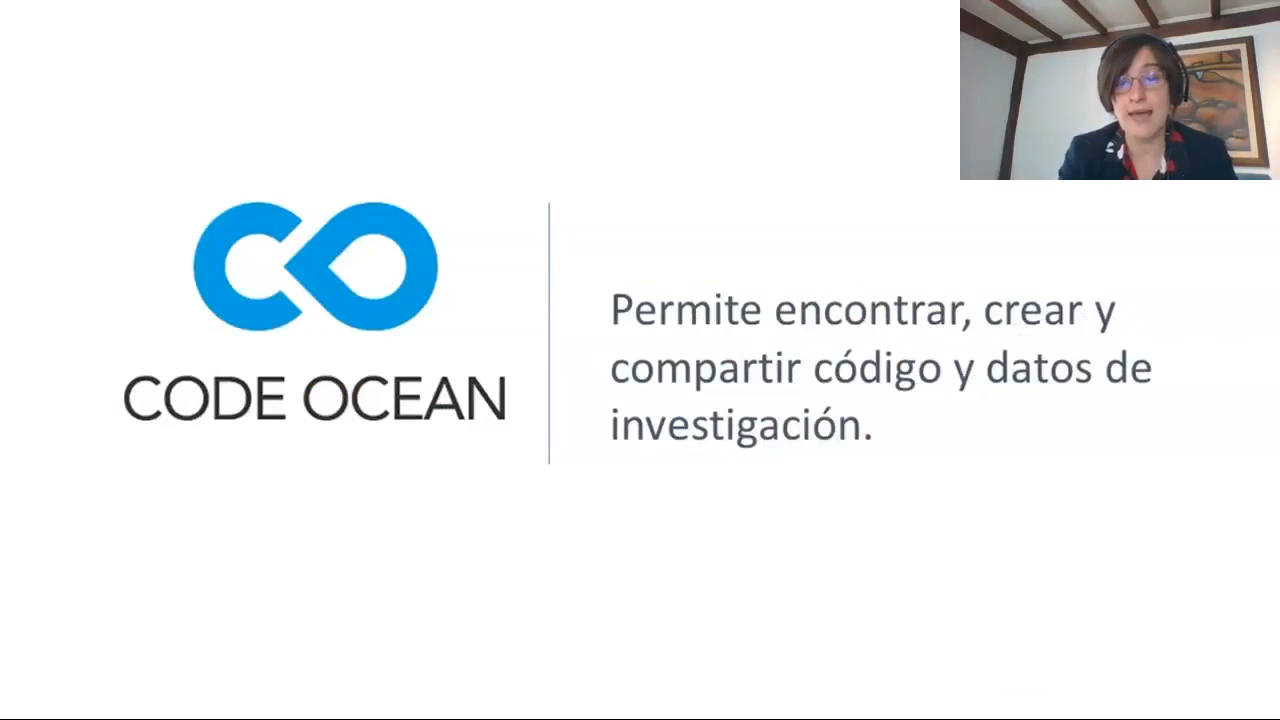 CODE OCEAN
Permite encontrar, crear y
compartir código y datos de
investigación.